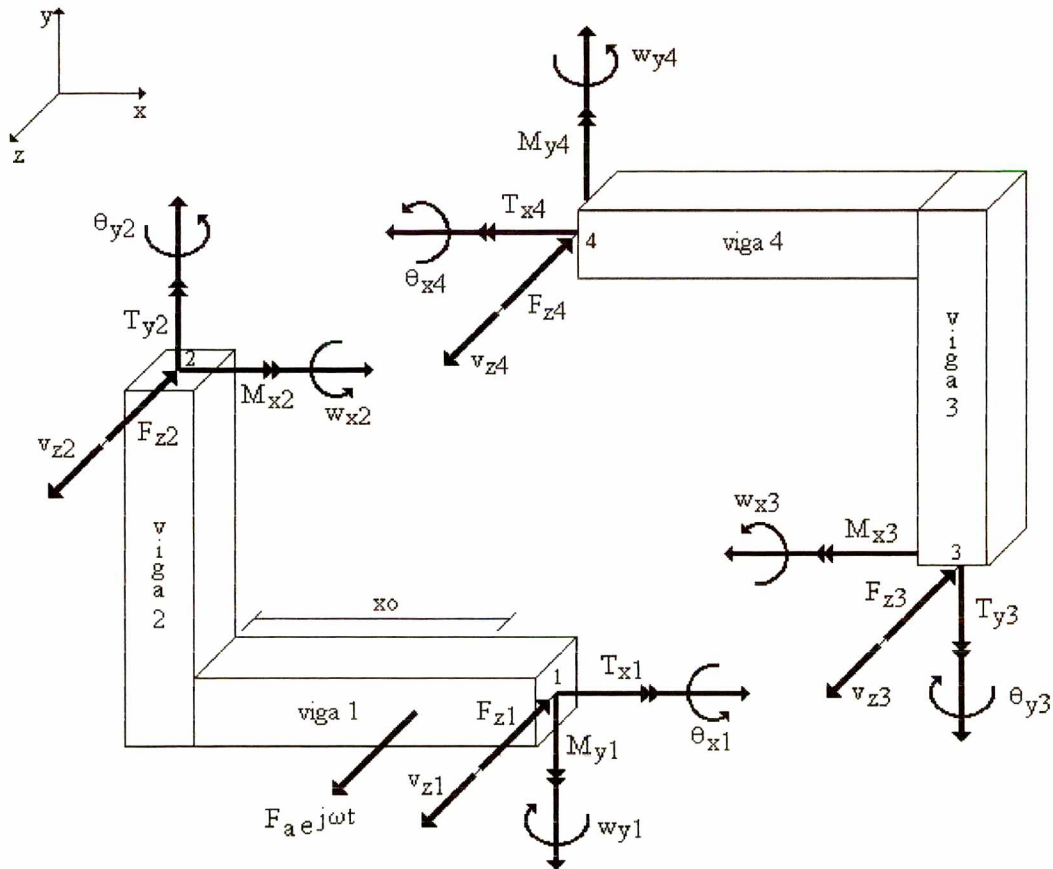 y
x
z
wy4
My4
Tx4
4
viga 4
θx4
Fz4
vz4
θy2
Ty2
2
Mx2
wx2
Fz2
vz2
viga 2
viga 3
wx3
Mx3
3
Fz3
Ty3
vz3
θy3
xo
1
Tx1
viga 1
Fz1
My1
θx1
vz1
Fa e jωt
wy1